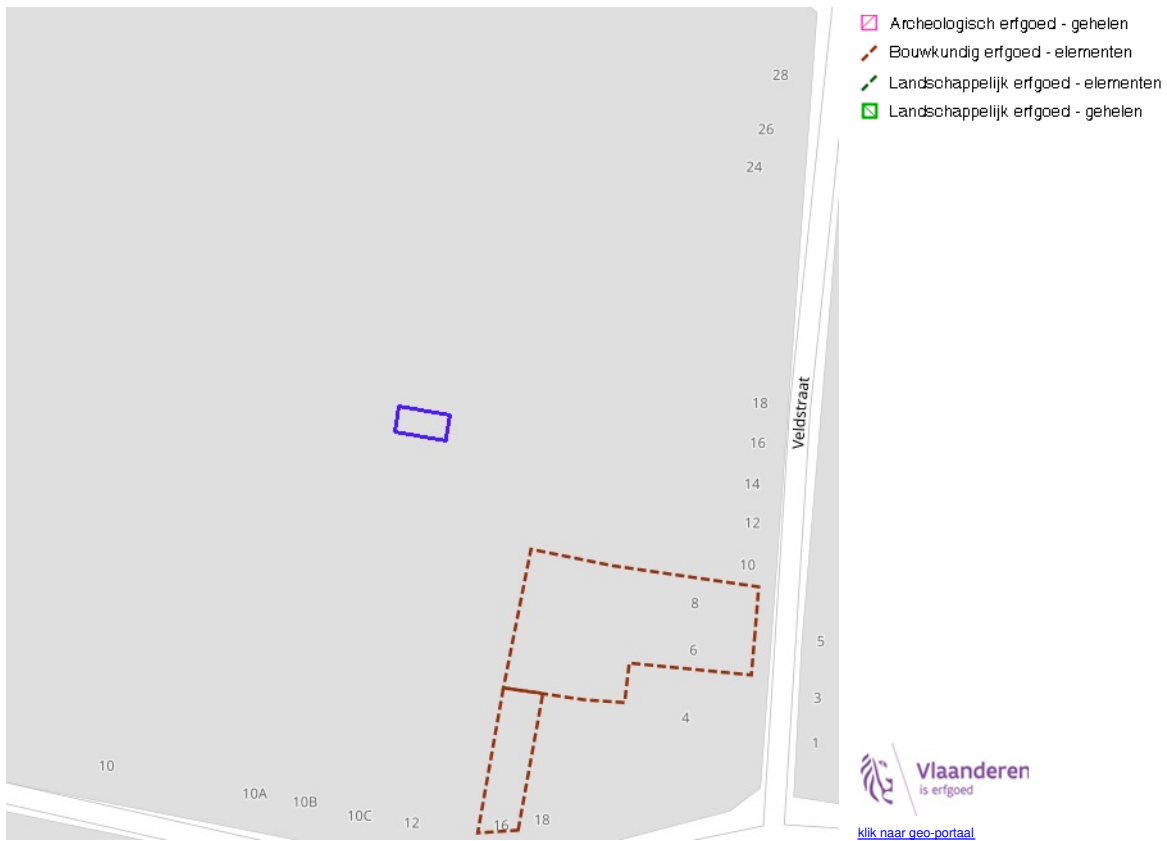 Archeologisch erfgoed - gehelen
Bouwkundig erfgoed - elementen
Landschappelijk erfgoed - elementen
Landschappelijk erfgoed - gehelen
28
26
24
18
16
14
12
10
8
6
4
Veldstraat
5
3
1
10
10A
10B
10C
12
16
18
Vlaanderen
is erfgoed
klik naar geo-portaal